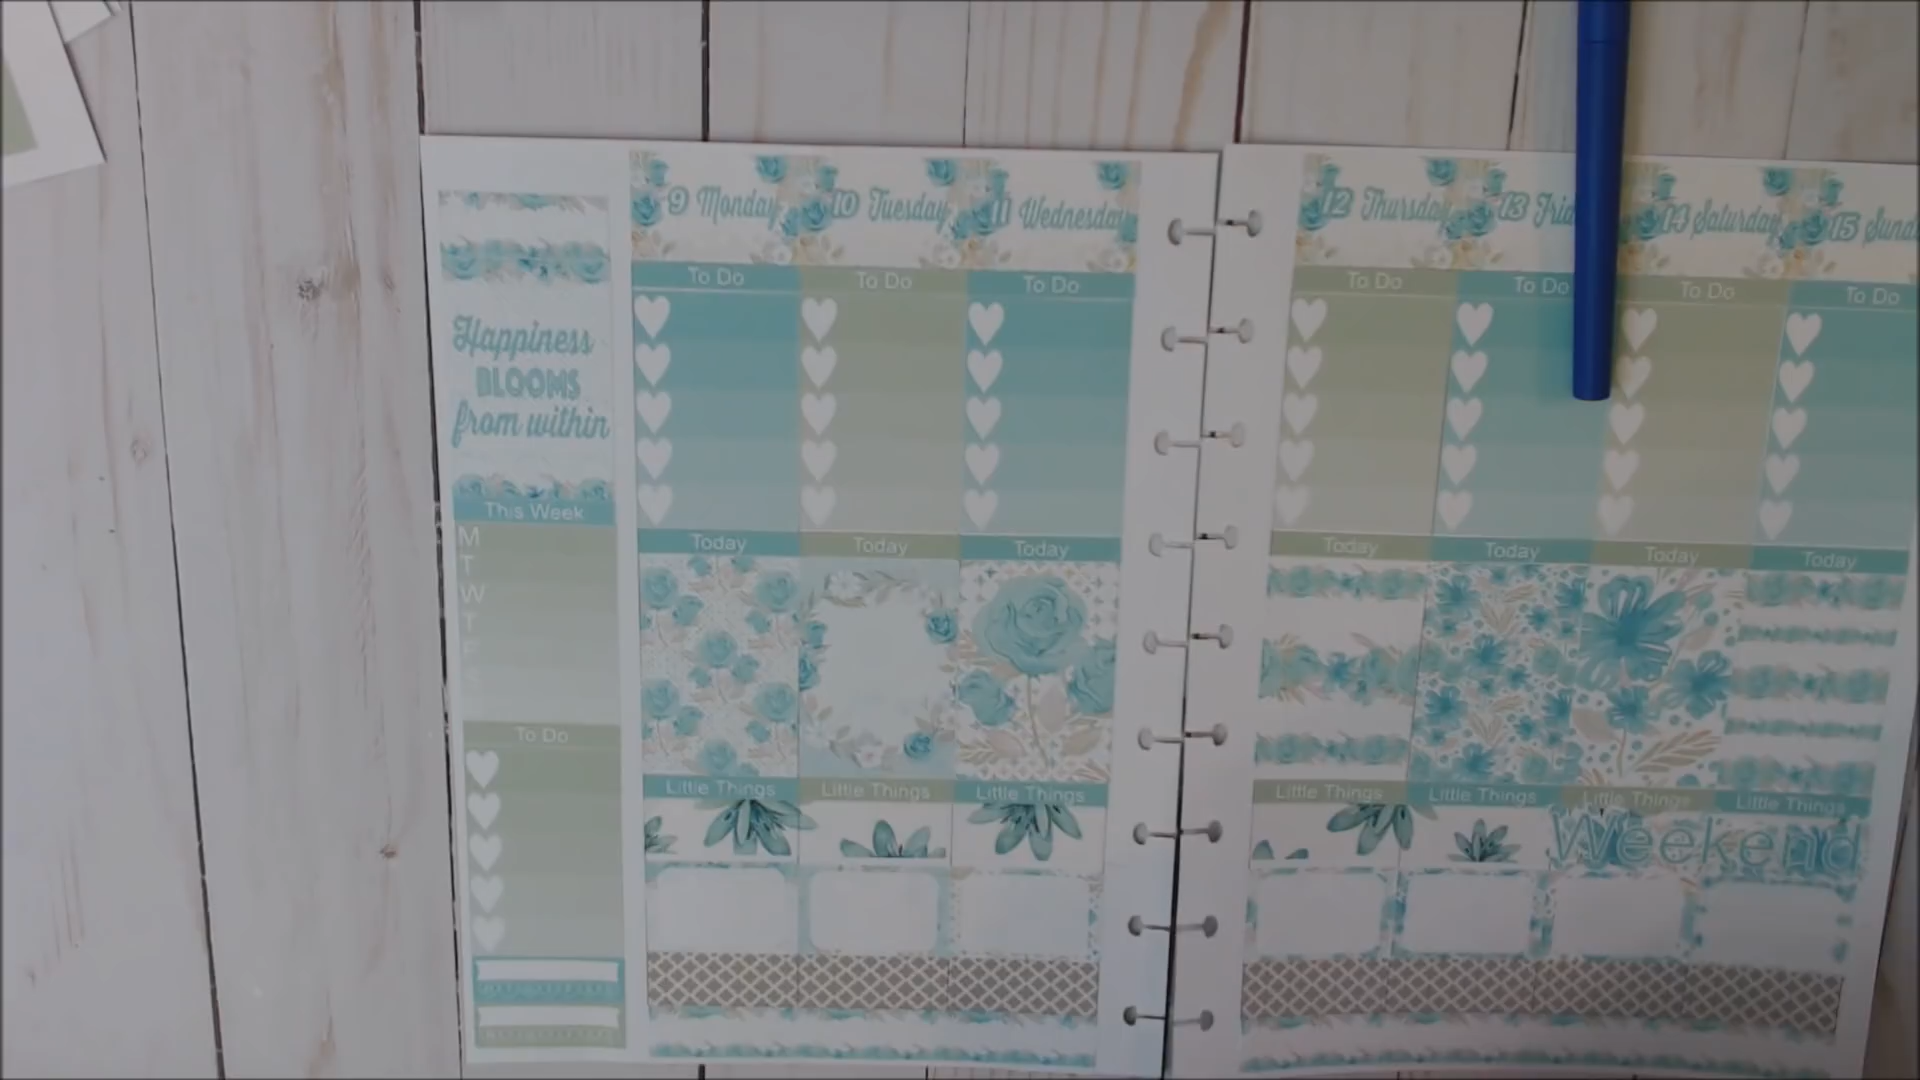 9 Monday 10 Tuesday 11 Wednesday 12 Thursday 13 Frid 14 Saturday 15 Sund
To Do To Do To Do To Do To Do To Do To Do
Happiness
BLOOMS
from within
This Week
M
T
W
T
F
S
Today Today Today Today Today Today Today
To Do
Little Things Little Things Little Things Little Things Little Things Little Things Little Things
Weekend